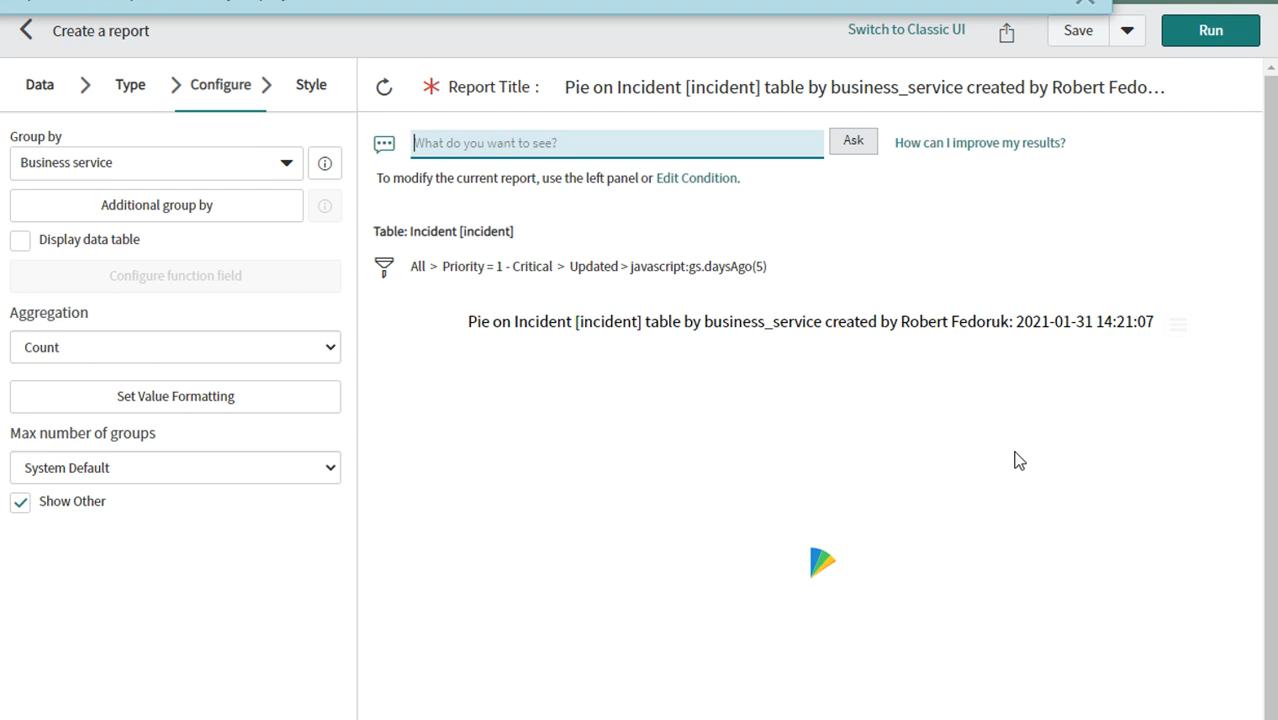 Create a report
Switch to Classic UI
Save
Run
Data
Type
Configure
Style
* Report Title :
Pie on Incident [incident] table by business_service created by Robert Fedo...
Group by
Business service
Additional group by
Display data table
Configure function field
Aggregation
Count
Set Value Formatting
Max number of groups
System Default
Show Other
What do you want to see?
Ask
How can I improve my results?
To modify the current report, use the left panel or Edit Condition.
Table: Incident [incident]
All > Priority = 1 - Critical > Updated > javascript:gs.daysAgo(5)
Pie on Incident [incident] table by business_service created by Robert Fedoruk: 2021-01-31 14:21:07